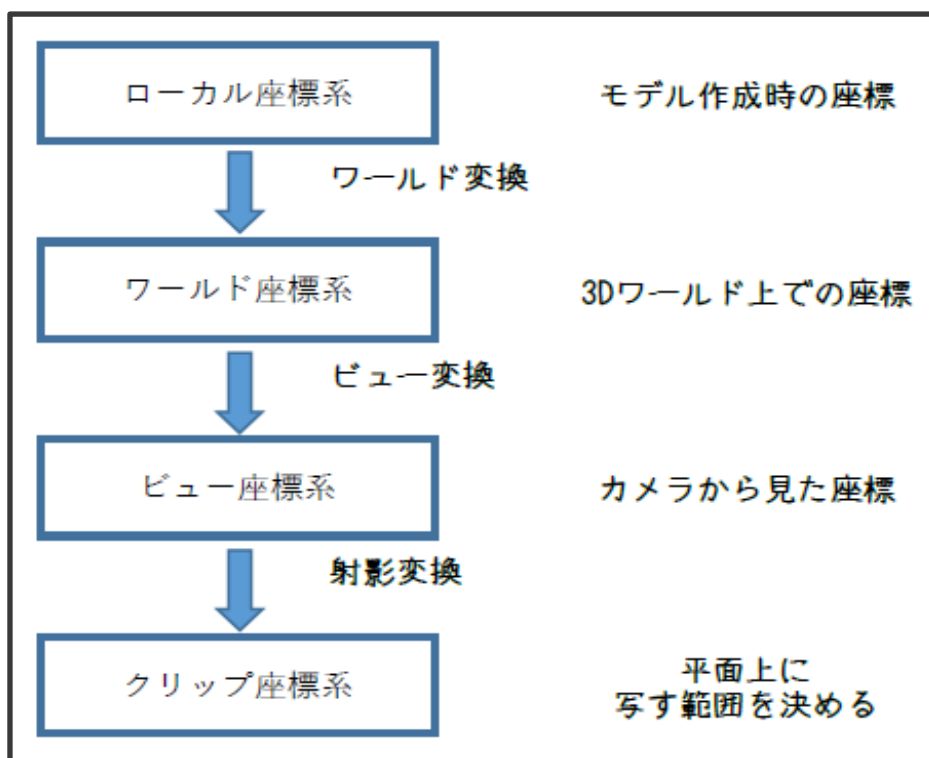 ローカル座標系
モデル作成時の座標
ワールド変換
ワールド座標系
3Dワールド上での座標
ビュー変換
ビュー座標系
カメラから見た座標
射影変換
クリップ座標系
平面上に
写す範囲を決める